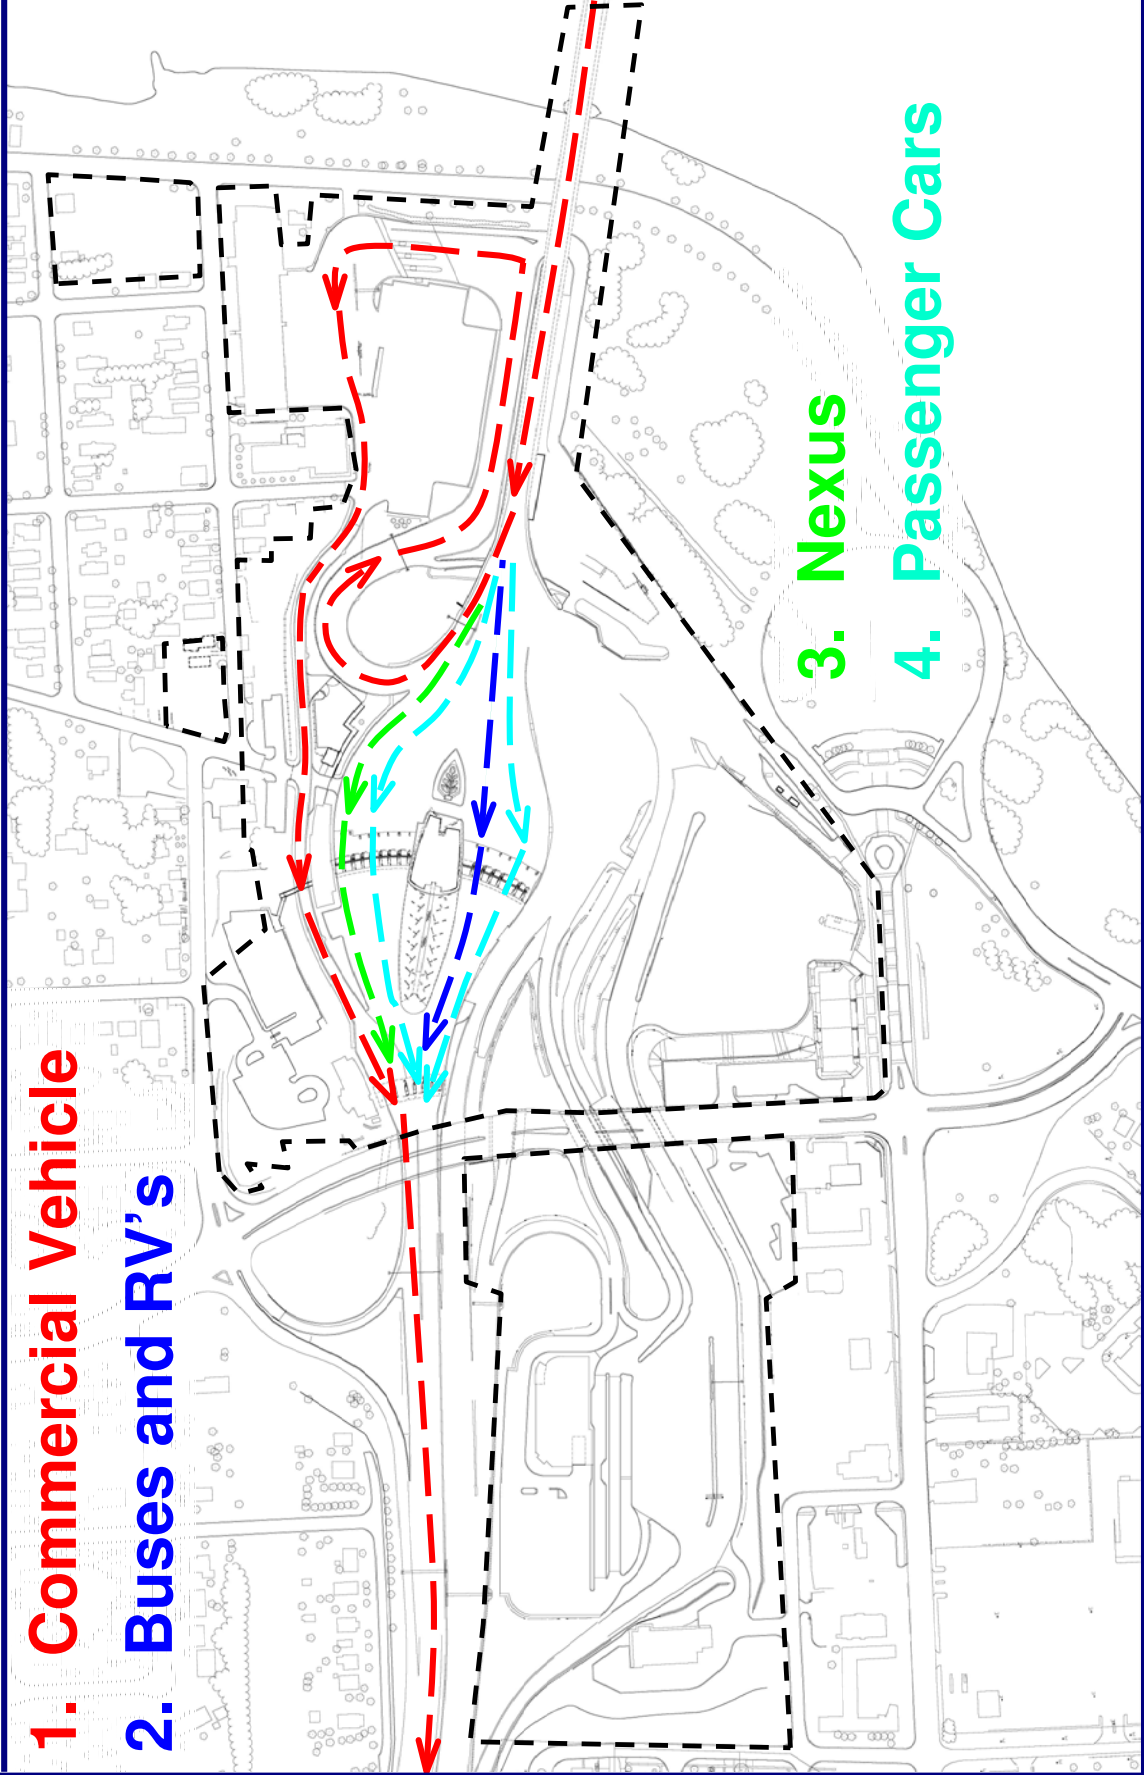 1. Commercial Vehicle
2. Buses and RV's
3. Nexus
4. Passenger Cars